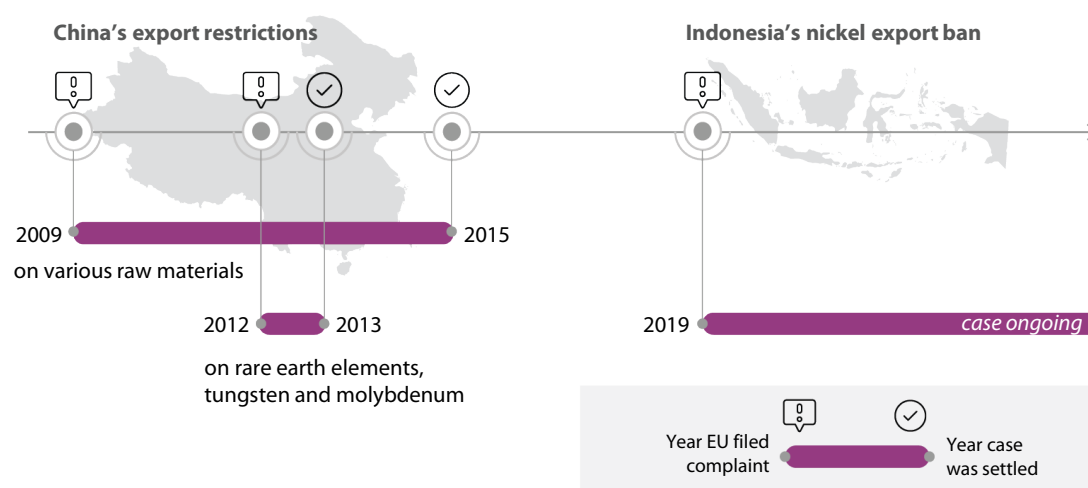 China’s export restrictions
2009
2015
on various raw materials
2012
2013
on rare earth elements,
tungsten and molybdenum
Indonesia’s nickel export ban
2019
case ongoing
Year EU filed
complaint
Year case
was settled